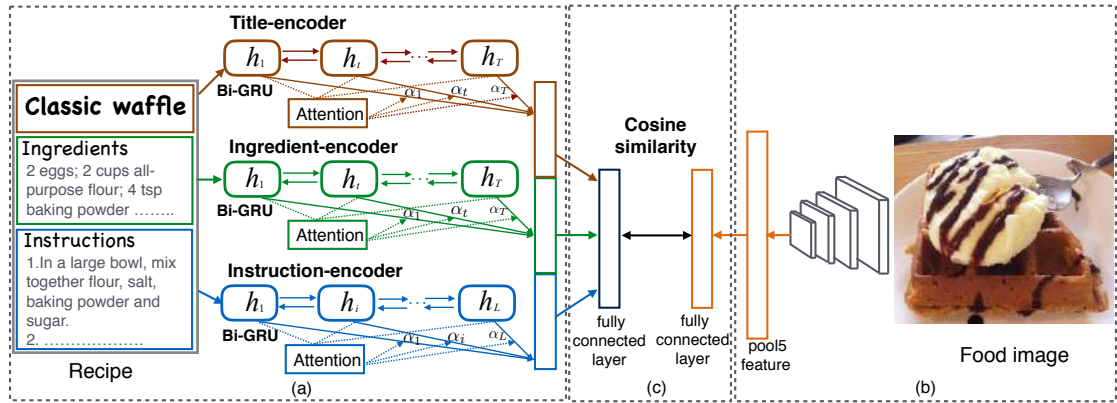 Title-encoder
h1 ht ... hT
Bi-GRU
Attention
α1 αt αT
Classic waffle
Ingredients
2 eggs; 2 cups all-
purpose flour; 4 tsp
baking powder ........
Ingredient-encoder
h1 ht ... hT
Bi-GRU
Attention
α1 αt αT
Instructions
1.In a large bowl, mix
together flour, salt,
baking powder and
sugar.
2. ...................
Instruction-encoder
h1 hi ... hL
Bi-GRU
Attention
α1 αi αL
Recipe
(a)
Cosine
similarity
fully
connected
layer
fully
connected
layer
(c)
pool5
feature
Food image
(b)